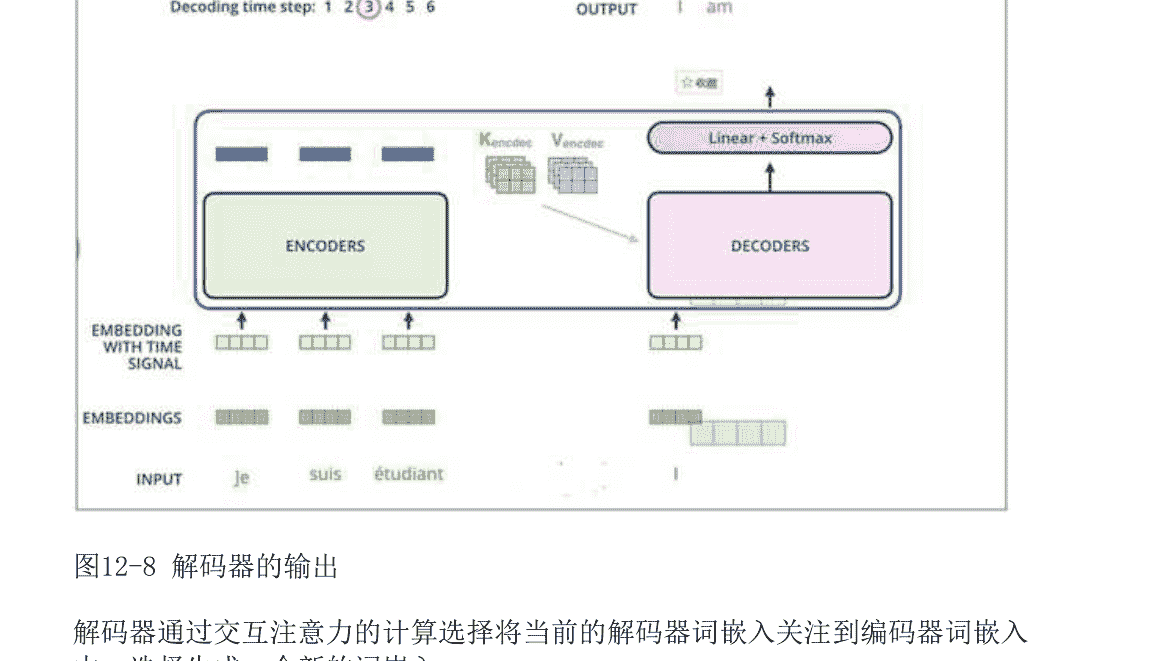 Decoding time step: 1 2 3 4 5 6
OUTPUT I am
☆ 收藏
Kencdec Vencdec
Linear + Softmax
ENCODERS
DECODERS
EMBEDDING
WITH TIME
SIGNAL
EMBEDDINGS
INPUT Je suis étudiant I
图12-8 解码器的输出
解码器通过交互注意力的计算选择将当前的解码器词嵌入关注到编码器词嵌入